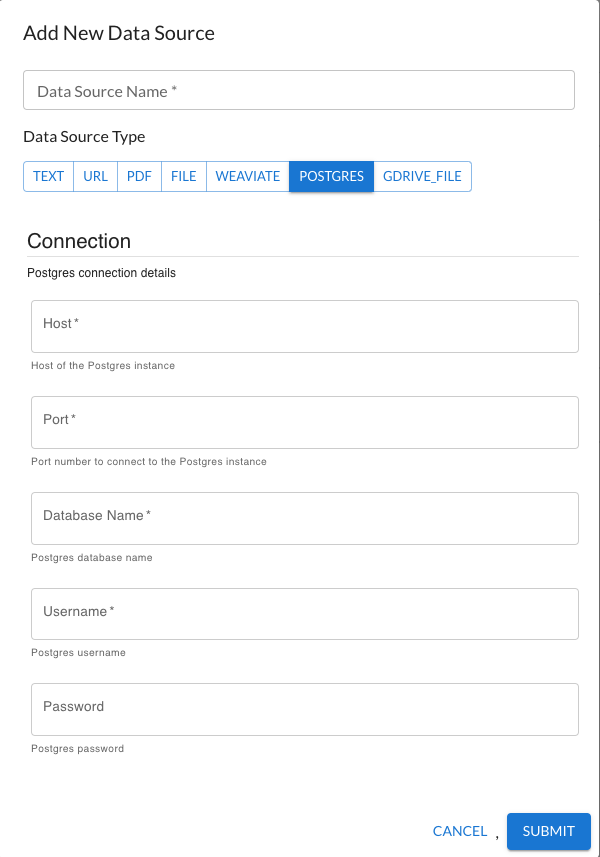 Add New Data Source
Data Source Name *
Data Source Type
TEXT URL PDF FILE WEAVIATE POSTGRES GDRIVE_FILE
Connection
Postgres connection details
Host *
Host of the Postgres instance
Port *
Port number to connect to the Postgres instance
Database Name *
Postgres database name
Username *
Postgres username
Password
Postgres password
CANCEL , SUBMIT